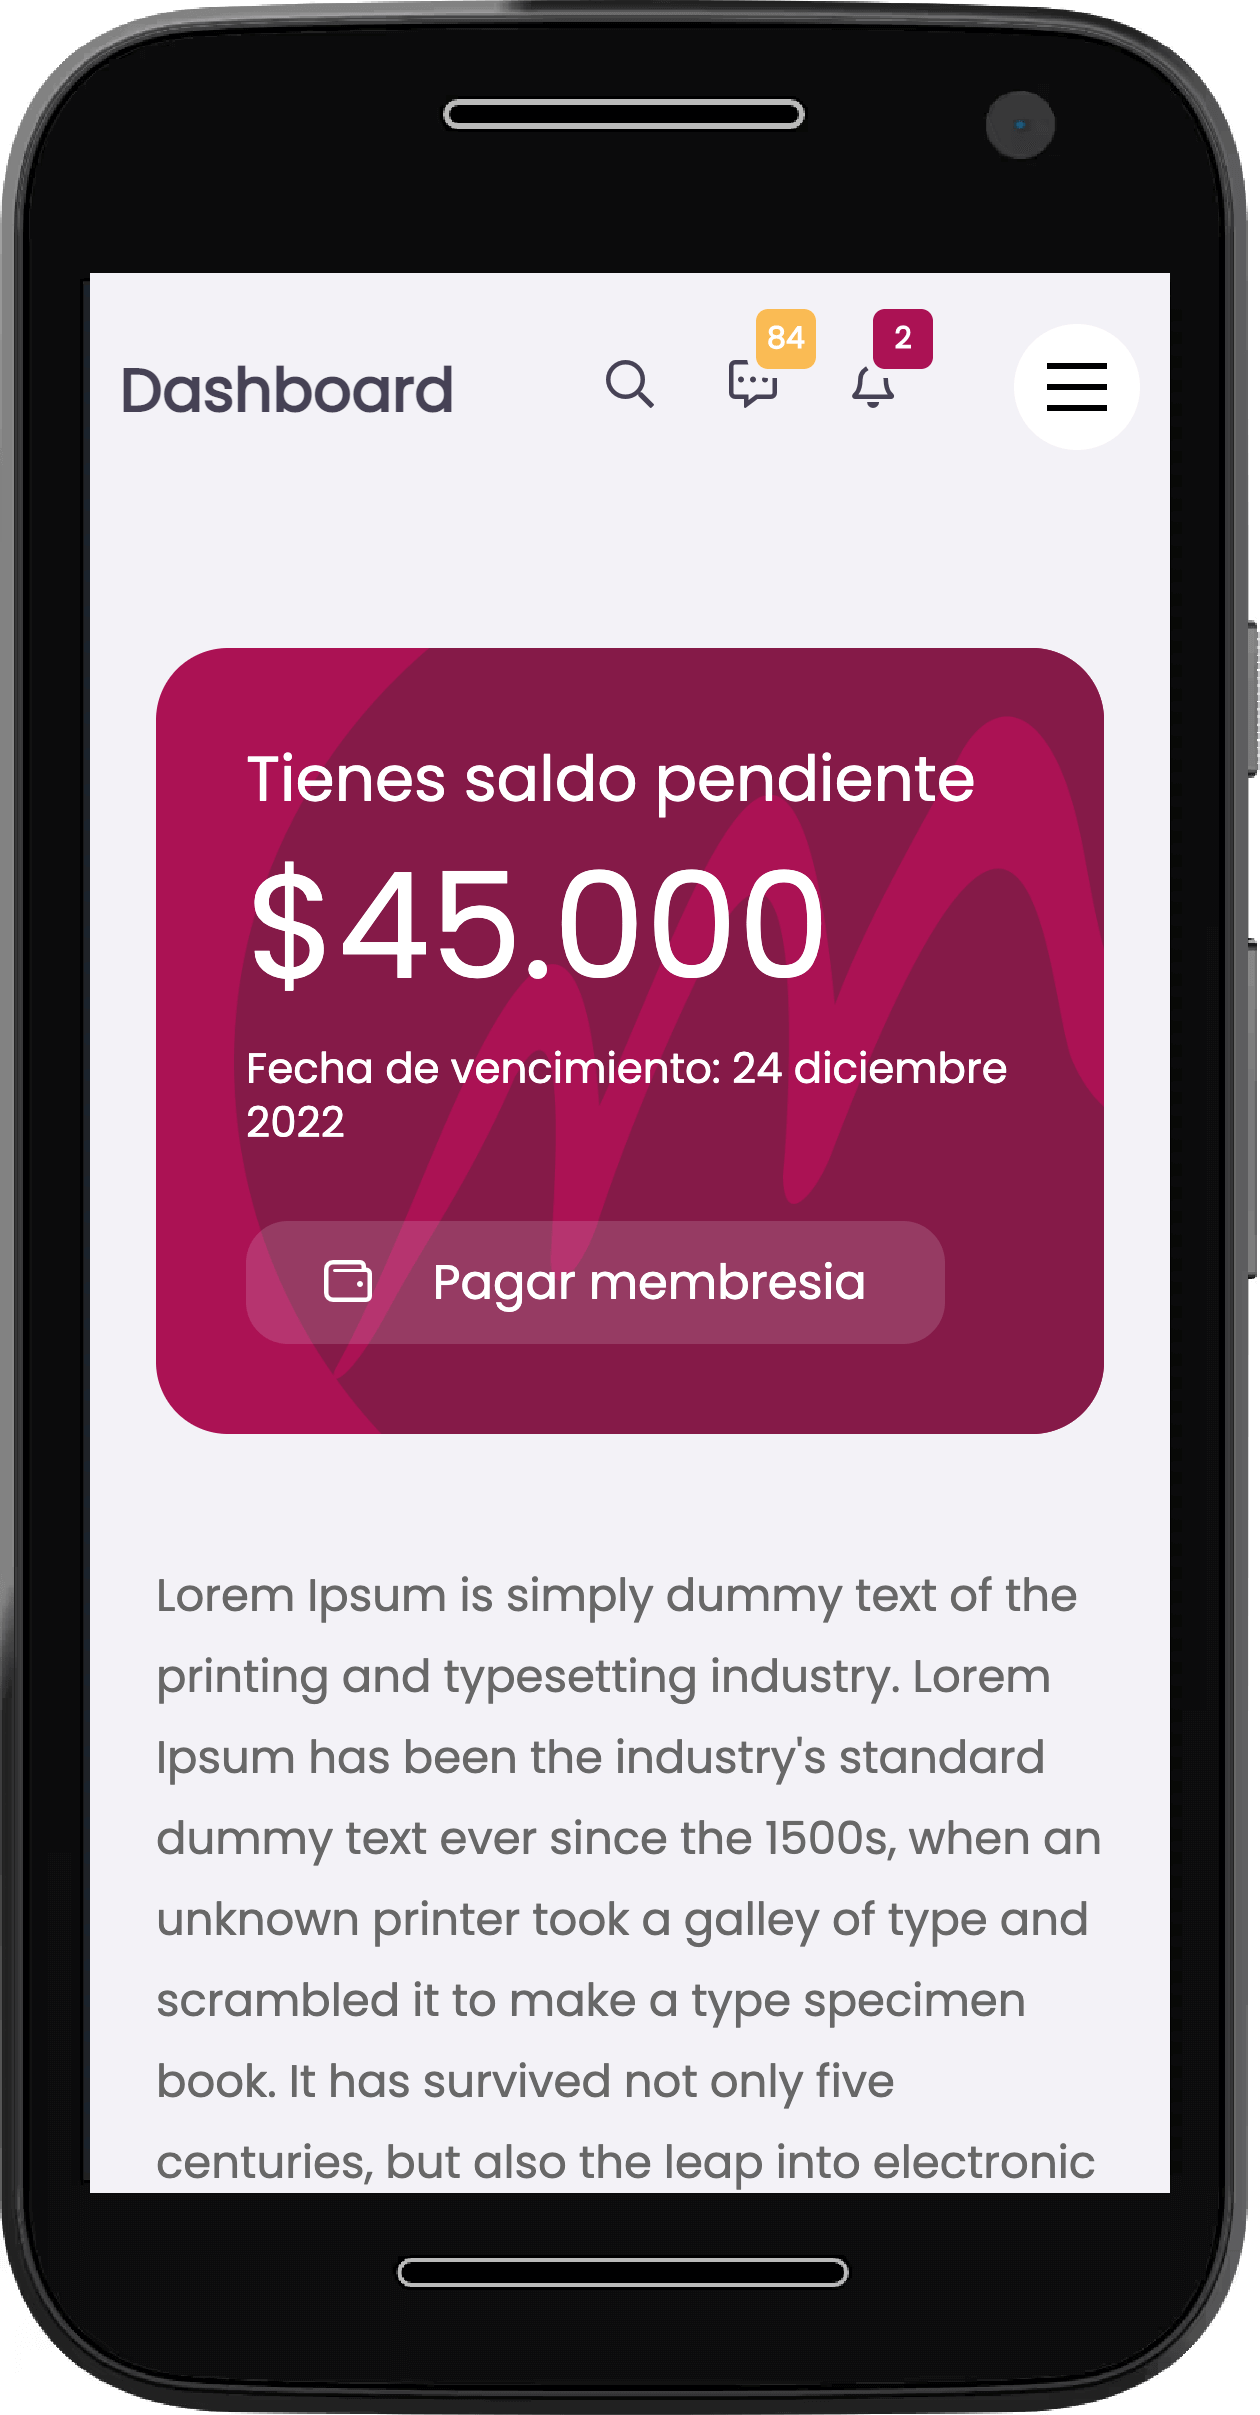 84
2
Dashboard
Tienes saldo pendiente
$45.000
Fecha de vencimiento: 24 diciembre
2022
Pagar membresia
Lorem Ipsum is simply dummy text of the
printing and typesetting industry. Lorem
Ipsum has been the industry's standard
dummy text ever since the 1500s, when an
unknown printer took a galley of type and
scrambled it to make a type specimen
book. It has survived not only five
centuries, but also the leap into electronic